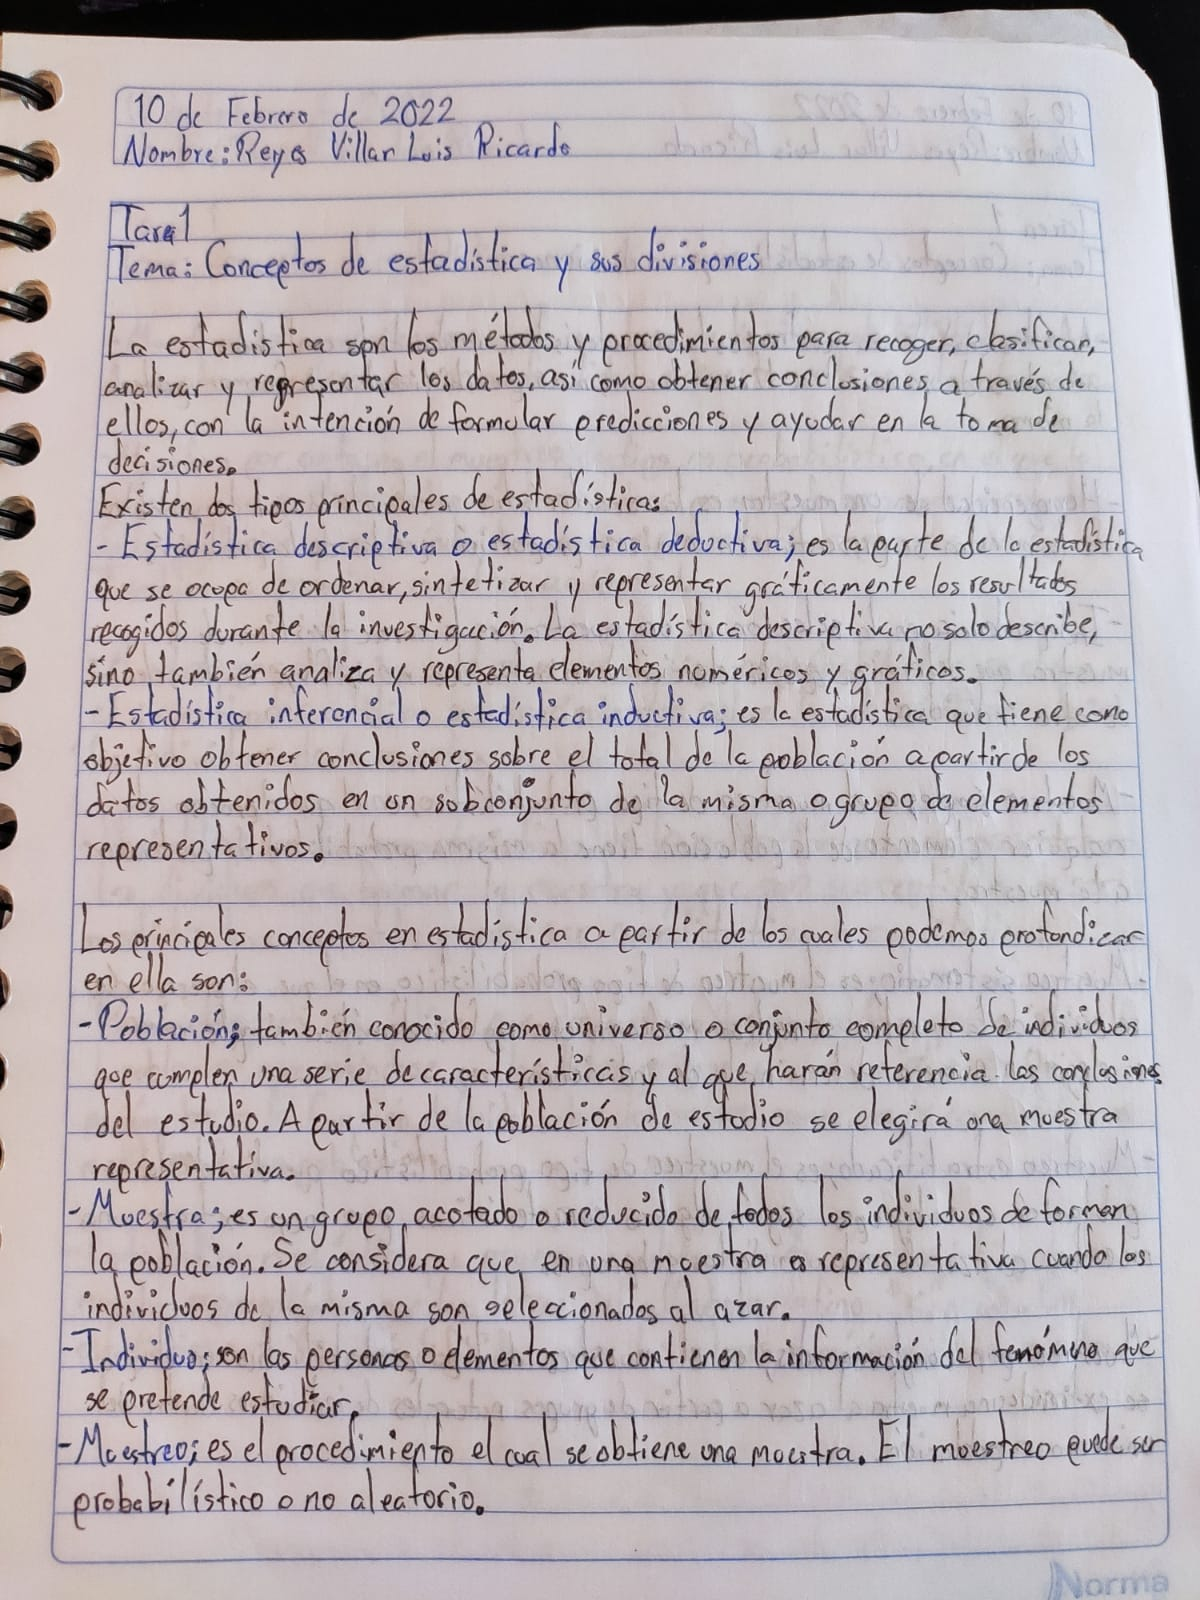 10 de Febrero de 2022
Nombre: Reyes Villar Luis Ricardo
Tarea 1
Tema: Conceptos de estadística y sus divisiones
La estadística son los métodos y procedimientos para recoger, clasificar,
analizar y representar los datos, así como obtener conclusiones a través de
ellos, con la intención de formular predicciones y ayudar en la toma de
decisiones.
Existen dos tipos principales de estadística:
- Estadística descriptiva o estadística deductiva; es la parte de la estadística
que se ocupa de ordenar, sintetizar y representar gráficamente los resultados
recogidos durante la investigación. La estadística descriptiva no solo describe,
sino también analiza y representa elementos numéricos y gráficos.
- Estadística inferencial o estadística inductiva; es la estadística que tiene como
objetivo obtener conclusiones sobre el total de la población a partir de los
datos obtenidos en un subconjunto de la misma o grupo de elementos
representativos.
Los principales conceptos en estadística a partir de los cuales podemos profundizar
en ella son:
- Población; también conocido como universo o conjunto completo de individuos
que cumplen una serie de características y al que harán referencia las conclusiones
del estudio. A partir de la población de estudio se elegirá una muestra
representativa.
- Muestra; es un grupo acotado o reducido de todos los individuos de forman
la población. Se considera que en una muestra es representativa cuando los
individuos de la misma son seleccionados al azar.
- Individuo; son las personas o elementos que contienen la información del fenómeno que
se pretende estudiar.
- Muestreo; es el procedimiento el cual se obtiene una muestra. El muestreo puede ser
probabilístico o no aleatorio.
Norma